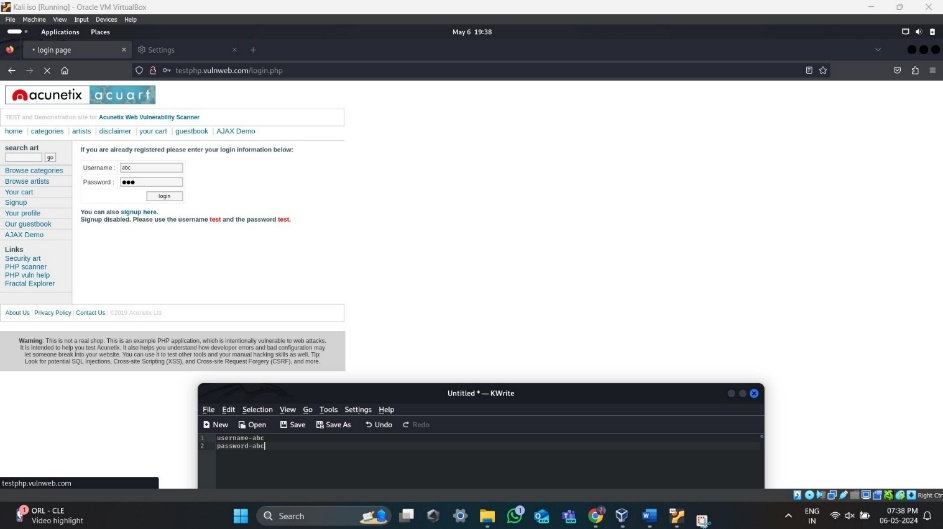 Kali iso [Running] - Oracle VM VirtualBox
File Machine View Input Devices Help
Applications Places May 6 19:38
• login page × Settings × +
testphp.vulnweb.com/login.php
acunetix acuart
TEST and Demonstration site for Acunetix Web Vulnerability Scanner
home | categories | artists | disclaimer | your cart | guestbook | AJAX Demo
search art
go
Browse categories
Browse artists
Your cart
Signup
Your profile
Our guestbook
AJAX Demo
Links
Security art
PHP scanner
PHP vuln help
Fractal Explorer
If you are already registered please enter your login information below:
Username : abc
Password : ●●●
login
You can also signup here.
Signup disabled. Please use the username test and the password test.
About Us | Privacy Policy | Contact Us | ©2019 Acunetix Ltd
Warning: This is not a real shop. This is an example PHP application, which is intentionally vulnerable to web attacks.
It is intended to help you test Acunetix. It also helps you understand how developer errors and bad configuration may
let someone break into your website. You can use it to test other tools and your manual hacking skills as well. Tip:
Look for potential SQL Injections, Cross-site Scripting (XSS), and Cross-site Request Forgery (CSRF), and more.
Untitled * — KWrite
File Edit Selection View Go Tools Settings Help
New Open Save Save As Undo Redo
1 username-abc
2 password-abc
testphp.vulnweb.com
Right Ctrl
1 ORL - CLE
Video highlight
Search
1
ENG
IN
07:38 PM
06-05-2024